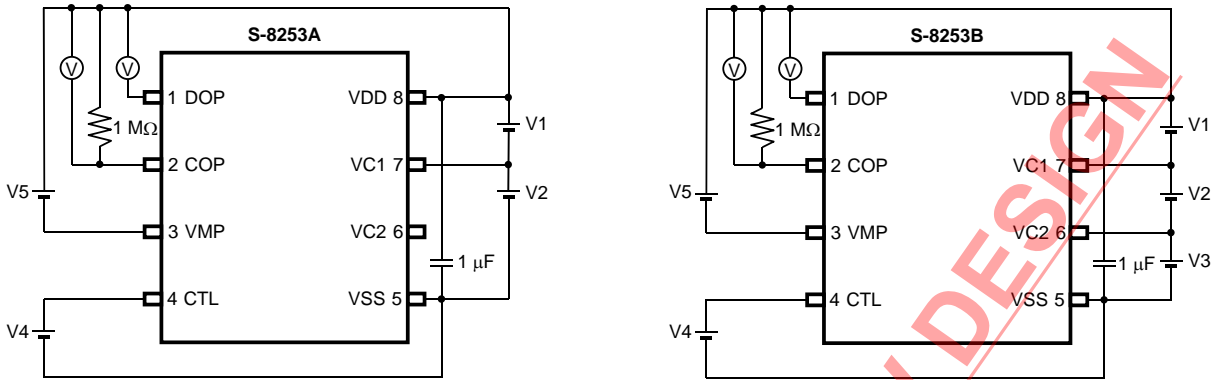 S-8253A
V
V
1 DOP
VDD 8
1 MΩ
V1
2 COP
VC1 7
V5
V2
3 VMP
VC2 6
1 μF
4 CTL
VSS 5
V4
S-8253B
V
V
1 DOP
VDD 8
1 MΩ
V1
2 COP
VC1 7
V5
V2
3 VMP
VC2 6
1 μF
V3
4 CTL
VSS 5
V4
DESIGN